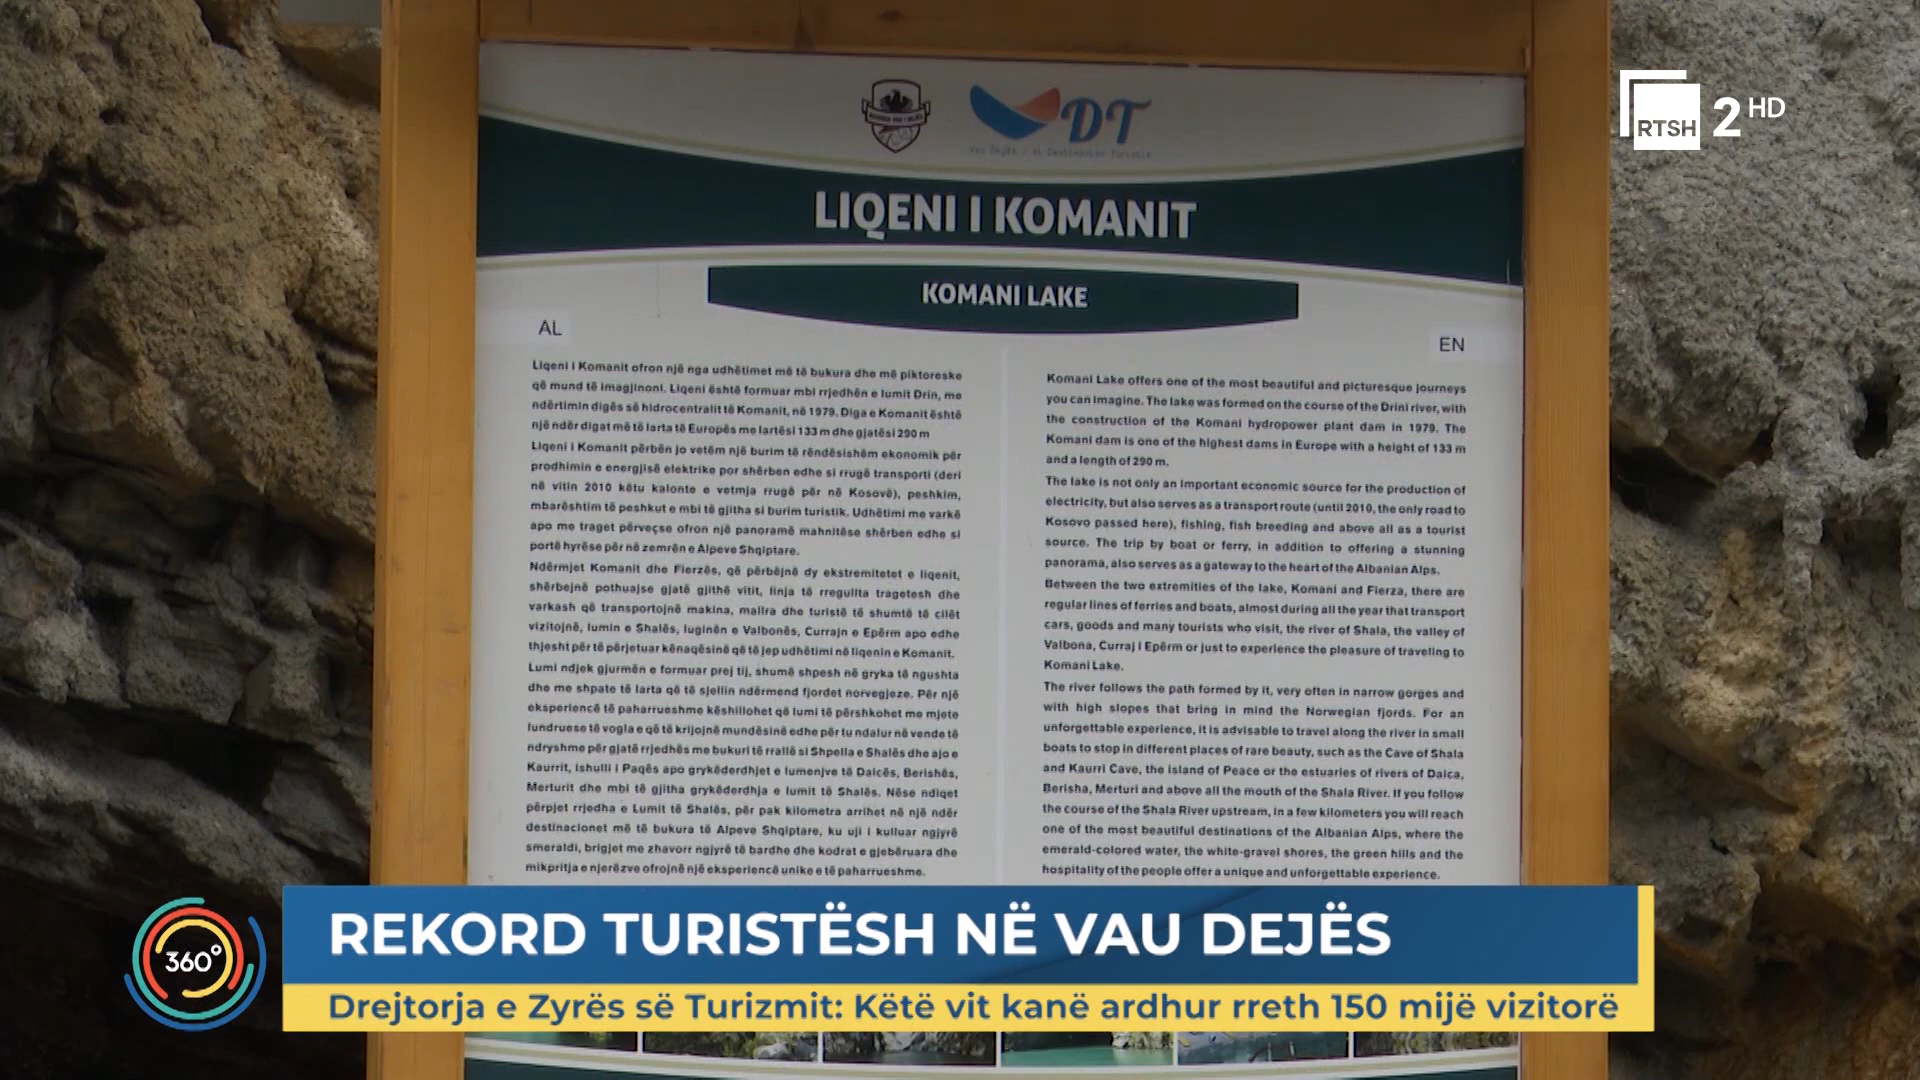 RTSH 2 HD
DT
LIQENI I KOMANIT
KOMANI LAKE
AL
Liqeni i Komanit ofron një nga udhëtimet më të bukura dhe më piktoreske
që mund të imagjinoni. Liqeni është formuar mbi rrjedhën e lumit Drin, me
ndërtimin digës së hidrocentralit të Komanit, në 1979. Diga e Komanit është
një ndër digat më të larta të Europës me lartësi 133 m dhe gjatësi 290 m
Liqeni i Komanit përbën jo vetëm një burim të rëndësishëm ekonomik për
prodhimin e energjisë elektrike por shërben edhe si rrugë transporti (deri
në vitin 2010 këtu kalonte e vetmja rrugë për në Kosovë), peshkim,
mbarështim të peshkut e mbi të gjitha si burim turistik. Udhëtimi me varkë
apo me traget përveçse ofron një panoramë mahnitëse shërben edhe si
portë hyrëse për në zemrën e Alpeve Shqiptare.
Ndërmjet Komanit dhe Fierzës, që përbëjnë dy ekstremitetet e liqenit,
shërbejnë pothuajse gjatë gjithë vitit, linja të rregullta tragetesh dhe
varkash që transportojnë makina, mallra dhe turistë të shumtë të cilët
vizitojnë, lumin e Shalës, luginën e Valbonës, Currajn e Epërm apo edhe
thjesht për të përjetuar kënaqësinë që të jep udhëtimi në liqenin e Komanit.
Lumi ndjek gjurmën e formuar prej tij, shumë shpesh në gryka të ngushta
dhe me shpate të larta që të sjellin ndërmend fjordet norvegjeze. Për një
eksperiencë të paharrueshme këshillohet që lumi të përshkohet me mjete
lundruese të vogla e që të krijojnë mundësinë edhe për tu ndalur në vende të
ndryshme për gjatë rrjedhës me bukuri të rrallë si Shpella e Shalës dhe ajo e
Kaurrit, Ishulli i Paqës apo grykëderdhjet e lumenjve të Dalcës, Berishës,
Merturit dhe mbi të gjitha grykëderdhja e lumit të Shalës. Nëse ndiqet
përpjet rrjedha e Lumit të Shalës, për pak kilometra arrihet në një ndër
destinacionet më të bukura të Alpeve Shqiptare, ku uji i kulluar ngjyrë
smeraldi, brigjet me zhavorr ngjyrë të bardhe dhe kodrat e gjebëruara dhe
mikpritja e njerëzve ofrojnë një eksperiencë unike e të paharrueshme.
EN
Komani Lake offers one of the most beautiful and picturesque journeys
you can imagine. The lake was formed on the course of the Drini river, with
the construction of the Komani hydropower plant dam in 1979. The
Komani dam is one of the highest dams in Europe with a height of 133 m
and a length of 290 m.
The lake is not only an important economic source for the production of
electricity, but also serves as a transport route (until 2010, the only road to
Kosovo passed here), fishing, fish breeding and above all as a tourist
source. The trip by boat or ferry, in addition to offering a stunning
panorama, also serves as a gateway to the heart of the Albanian Alps.
Between the two extremities of the lake, Komani and Fierza, there are
regular lines of ferries and boats, almost during all the year that transport
cars, goods and many tourists who visit, the river of Shala, the valley of
Valbona, Curraj i Epërm or just to experience the pleasure of traveling to
Komani Lake.
The river follows the path formed by it, very often in narrow gorges and
with high slopes that bring in mind the Norwegian fjords. For an
unforgettable experience, it is advisable to travel along the river in small
boats to stop in different places of rare beauty, such as the Cave of Shala
and Kaurri Cave, the island of Peace or the estuaries of rivers of Dalca,
Berisha, Merturi and above all the mouth of the Shala River. If you follow
the course of the Shala River upstream, in a few kilometers you will reach
one of the most beautiful destinations of the Albanian Alps, where the
emerald-colored water, the white-gravel shores, the green hills and the
hospitality of the people offer a unique and unforgettable experience.
360°
REKORD TURISTËSH NË VAU DEJËS
Drejtorja e Zyrës së Turizmit: Këtë vit kanë ardhur rreth 150 mijë vizitorë